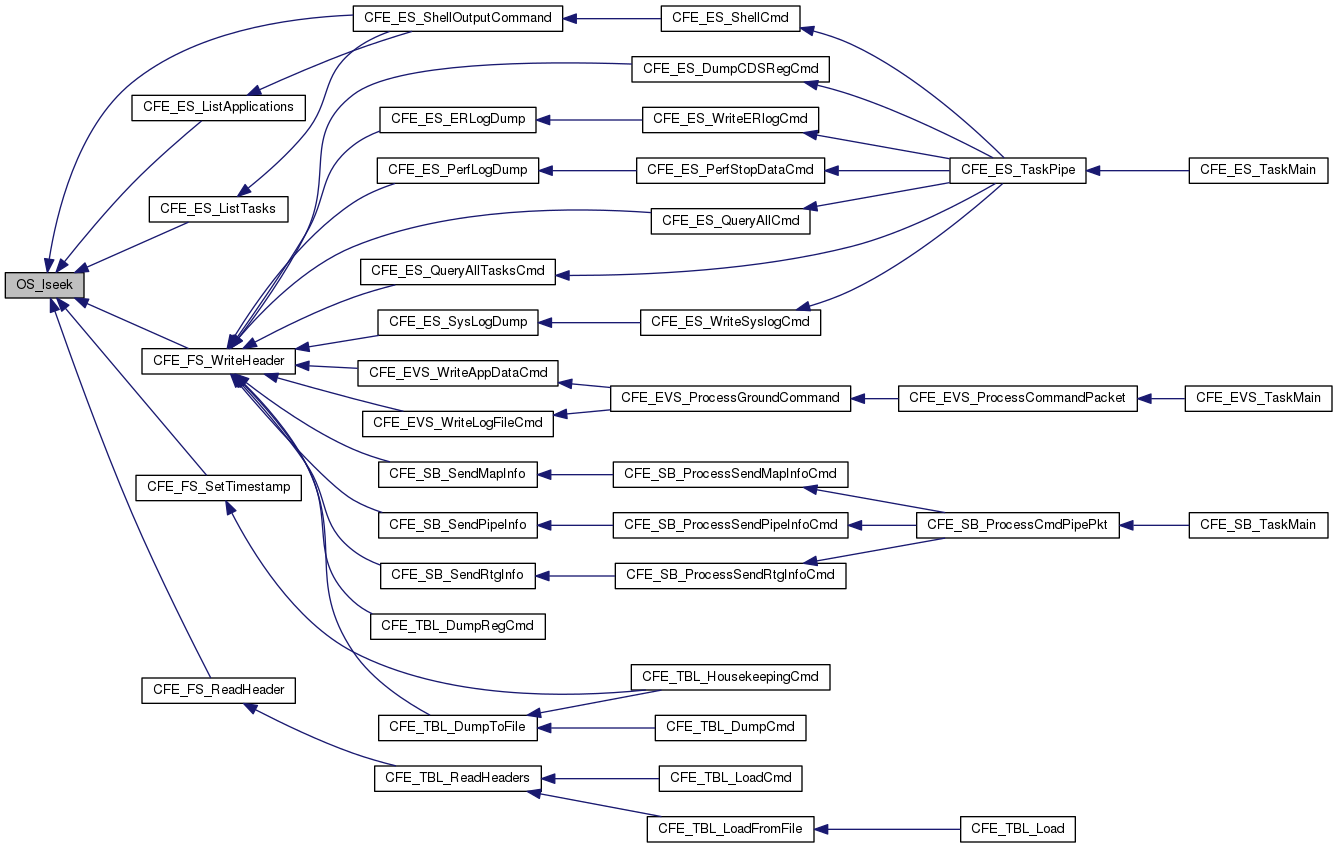 CFE_ES_ShellOutputCommand
CFE_ES_ShellCmd
CFE_ES_DumpCDSRegCmd
CFE_ES_ListApplications
CFE_ES_ERLogDump
CFE_ES_WriteERlogCmd
CFE_ES_PerfLogDump
CFE_ES_PerfStopDataCmd
CFE_ES_TaskPipe
CFE_ES_TaskMain
CFE_ES_ListTasks
CFE_ES_QueryAllCmd
CFE_ES_QueryAllTasksCmd
OS_lseek
CFE_ES_SysLogDump
CFE_ES_WriteSyslogCmd
CFE_FS_WriteHeader
CFE_EVS_WriteAppDataCmd
CFE_EVS_ProcessGroundCommand
CFE_EVS_ProcessCommandPacket
CFE_EVS_TaskMain
CFE_EVS_WriteLogFileCmd
CFE_SB_SendMapInfo
CFE_SB_ProcessSendMapInfoCmd
CFE_FS_SetTimestamp
CFE_SB_SendPipeInfo
CFE_SB_ProcessSendPipeInfoCmd
CFE_SB_ProcessCmdPipePkt
CFE_SB_TaskMain
CFE_SB_SendRtgInfo
CFE_SB_ProcessSendRtgInfoCmd
CFE_TBL_DumpRegCmd
CFE_TBL_HousekeepingCmd
CFE_FS_ReadHeader
CFE_TBL_DumpToFile
CFE_TBL_DumpCmd
CFE_TBL_ReadHeaders
CFE_TBL_LoadCmd
CFE_TBL_LoadFromFile
CFE_TBL_Load